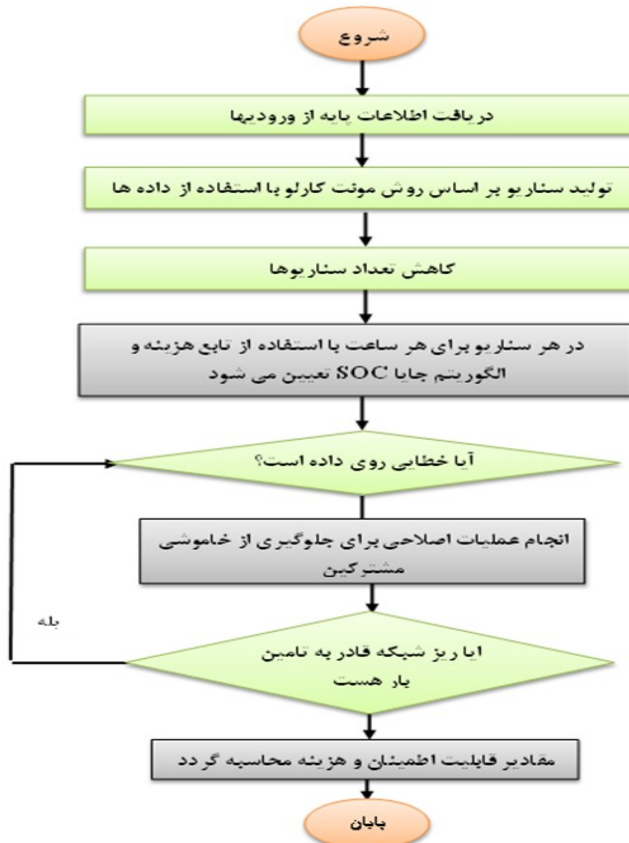 شروع
دریافت اطلاعات پایه از ورودیها
تولید سناریو بر اساس روش مونت کارلو با استفاده از داده ها
کاهش تعداد سناریوها
در هر سناریو برای هر ساعت با استفاده از تابع هزینه و
الگوریتم جایا SOC تعیین می شود
آیا خطایی روی داده است؟
انجام عملیات اصلاحی برای جلوگیری از خاموشی
مشترکین
بله
ایا ریز شبکه قادر به تامین
بار هست
مقادیر قابلیت اطمینان و هزینه محاسبه گردد
پایان